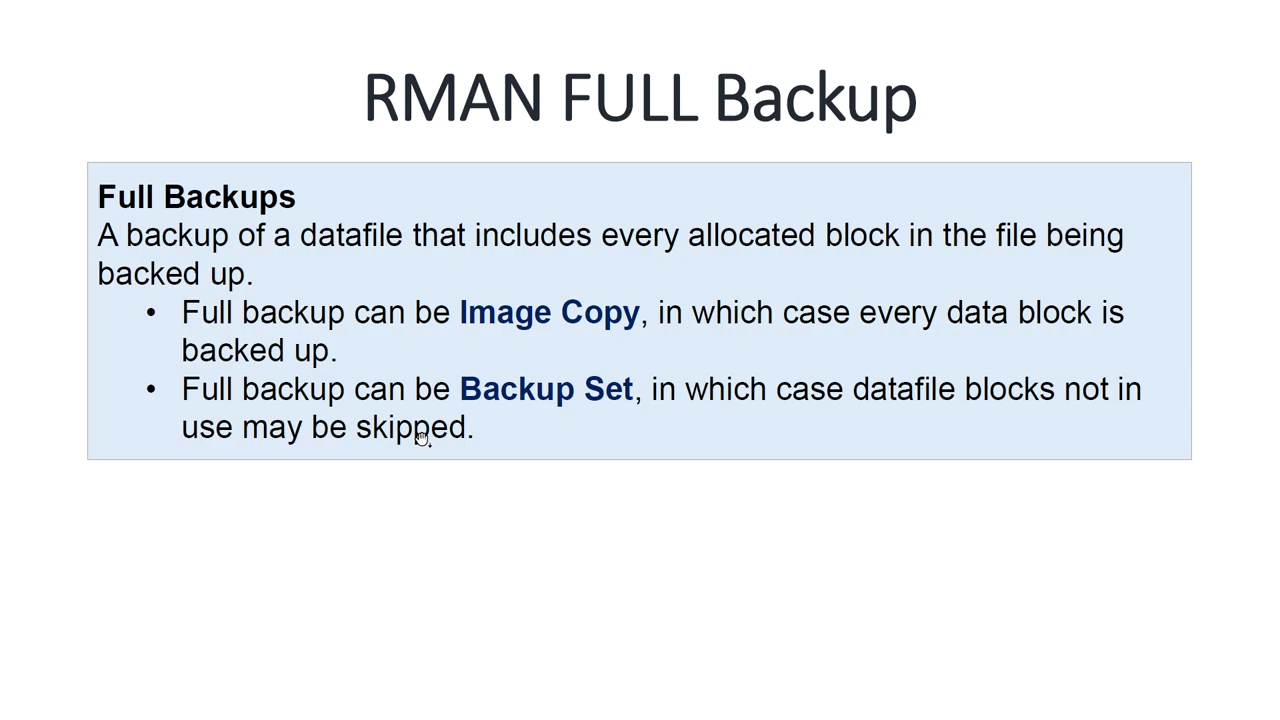 RMAN FULL Backup
Full Backups
A backup of a datafile that includes every allocated block in the file being
backed up.
• Full backup can be Image Copy, in which case every data block is
backed up.
• Full backup can be Backup Set, in which case datafile blocks not in
use may be skipped.